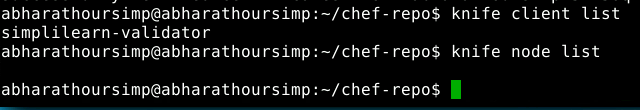 abharathoursimp@abharathoursimp:~/chef-repo$ knife client list
simplilearn-validator
abharathoursimp@abharathoursimp:~/chef-repo$ knife node list
abharathoursimp@abharathoursimp:~/chef-repo$